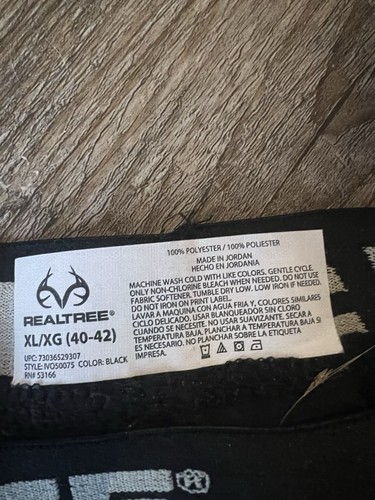 100% POLYESTER / 100% POLIESTER
MADE IN JORDAN
HECHO EN JORDANIA
MACHINE WASH COLD WITH LIKE COLORS. GENTLE CYCLE.
ONLY NON-CHLORINE BLEACH WHEN NEEDED. DO NOT USE
FABRIC SOFTENER. TUMBLE DRY LOW. LOW IRON IF NEEDED.
DO NOT IRON ON PRINT LABEL.
LAVAR A MAQUINA CON AGUA FRIA Y, COLORES SIMILARES
CICLO DELICADO. USAR BLANQUEADOR SIN CLORO
CUANDO SE NECESITE. NO USAR SUAVIZANTE. SECAR A
TEMPERATURA BAJA. PLANCHAR A TEMPERATURA BAJA SI
ES NECESARIO. NO PLANCHAR SOBRE LA ETIQUETA
IMPRESA.
REALTREE®
XL/XG (40-42)
UPC: 73036529307
STYLE: IVO50075 COLOR: BLACK
RN# 53166
®